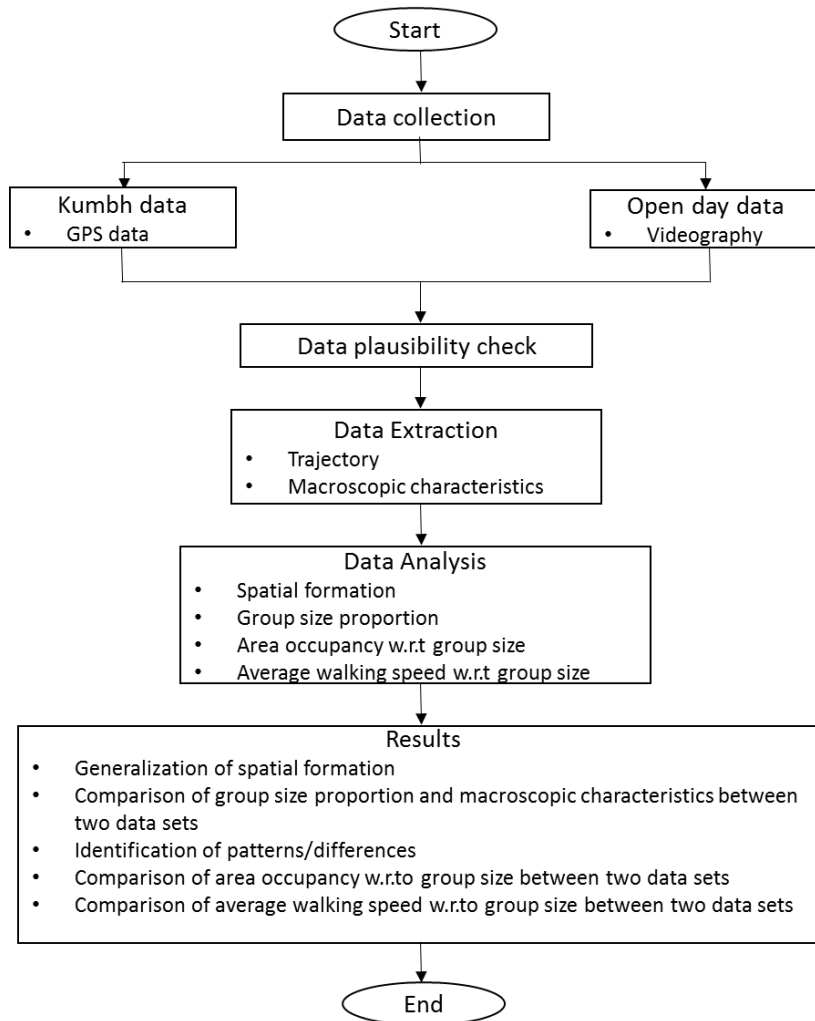 Start
Data collection
Kumbh data
• GPS data
Open day data
• Videography
Data plausibility check
Data Extraction
• Trajectory
• Macroscopic characteristics
Data Analysis
• Spatial formation
• Group size proportion
• Area occupancy w.r.t group size
• Average walking speed w.r.t group size
Results
• Generalization of spatial formation
• Comparison of group size proportion and macroscopic characteristics between
two data sets
• Identification of patterns/differences
• Comparison of area occupancy w.r.to group size between two data sets
• Comparison of average walking speed w.r.to group size between two data sets
End